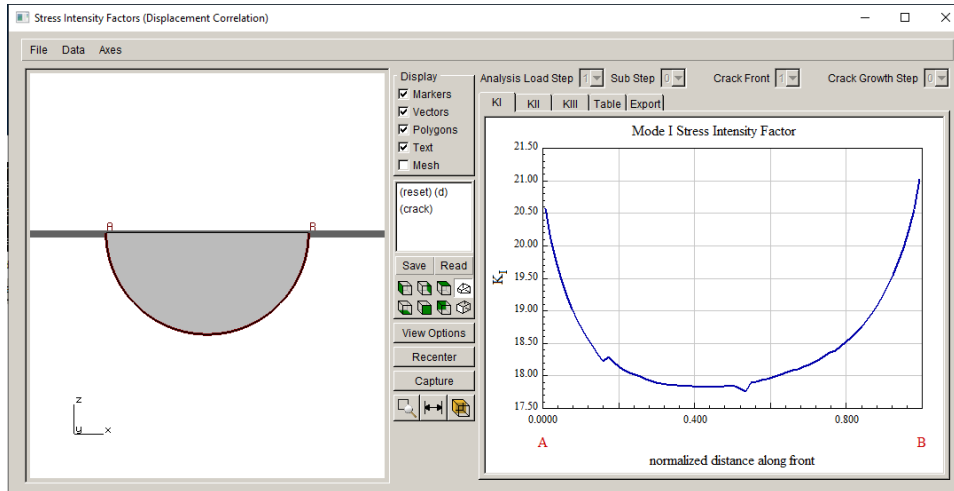 Stress Intensity Factors (Displacement Correlation)
File Data Axes
A B
z
y x
Display
Markers
Vectors
Polygons
Text
Mesh
(reset) (d)
(crack)
Save Read
View Options
Recenter
Capture
Analysis Load Step 1 Sub Step 0 Crack Front 1 Crack Growth Step 0
KI KII KIII Table Export
Mode I Stress Intensity Factor
21.50
21.00
20.50
20.00
19.50
19.00
18.50
18.00
17.50
K_I
0.0000 0.400 0.800
A B
normalized distance along front